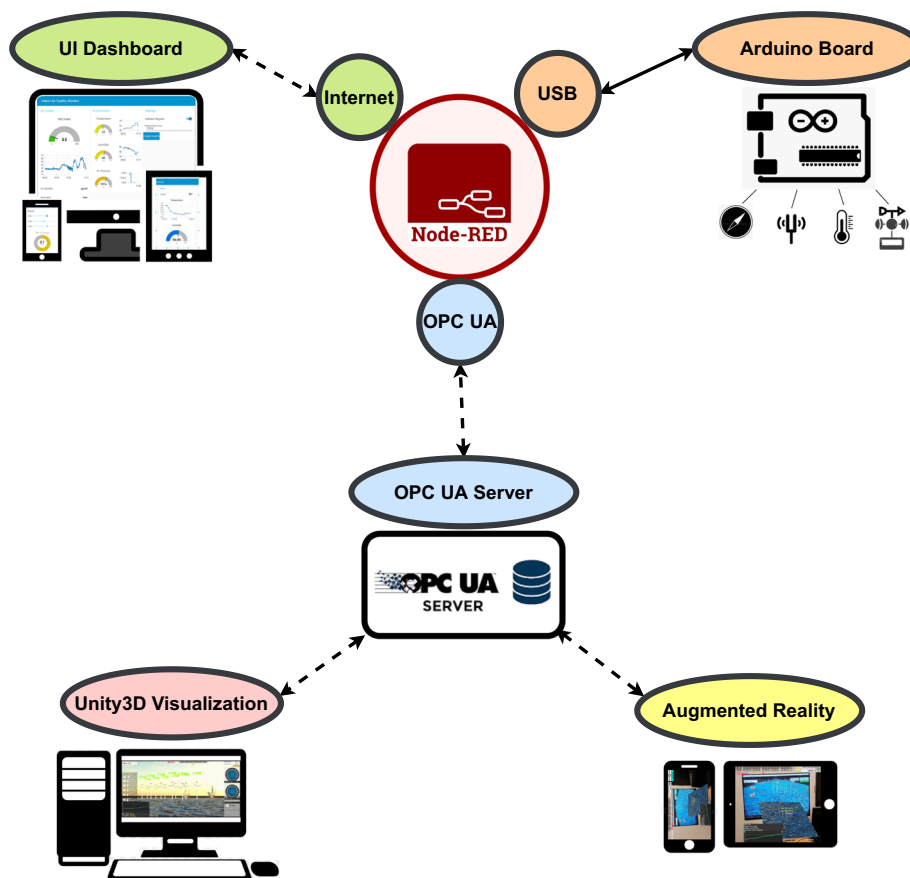 UI Dashboard
Arduino Board
Internet
USB
Node-RED
OPC UA
OPC UA Server
OPC UA
SERVER
Unity3D Visualization
Augmented Reality